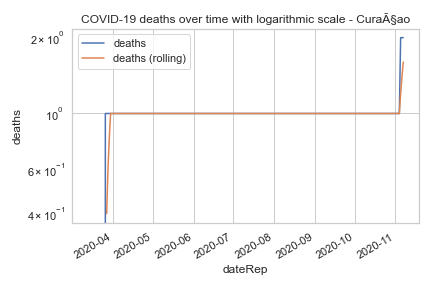 COVID-19 deaths over time with logarithmic scale - CuraÃ§ao
deaths
deaths (rolling)
2 × 10⁰
10⁰
6 × 10⁻¹
4 × 10⁻¹
deaths
2020-04
2020-05
2020-06
2020-07
2020-08
2020-09
2020-10
2020-11
dateRep